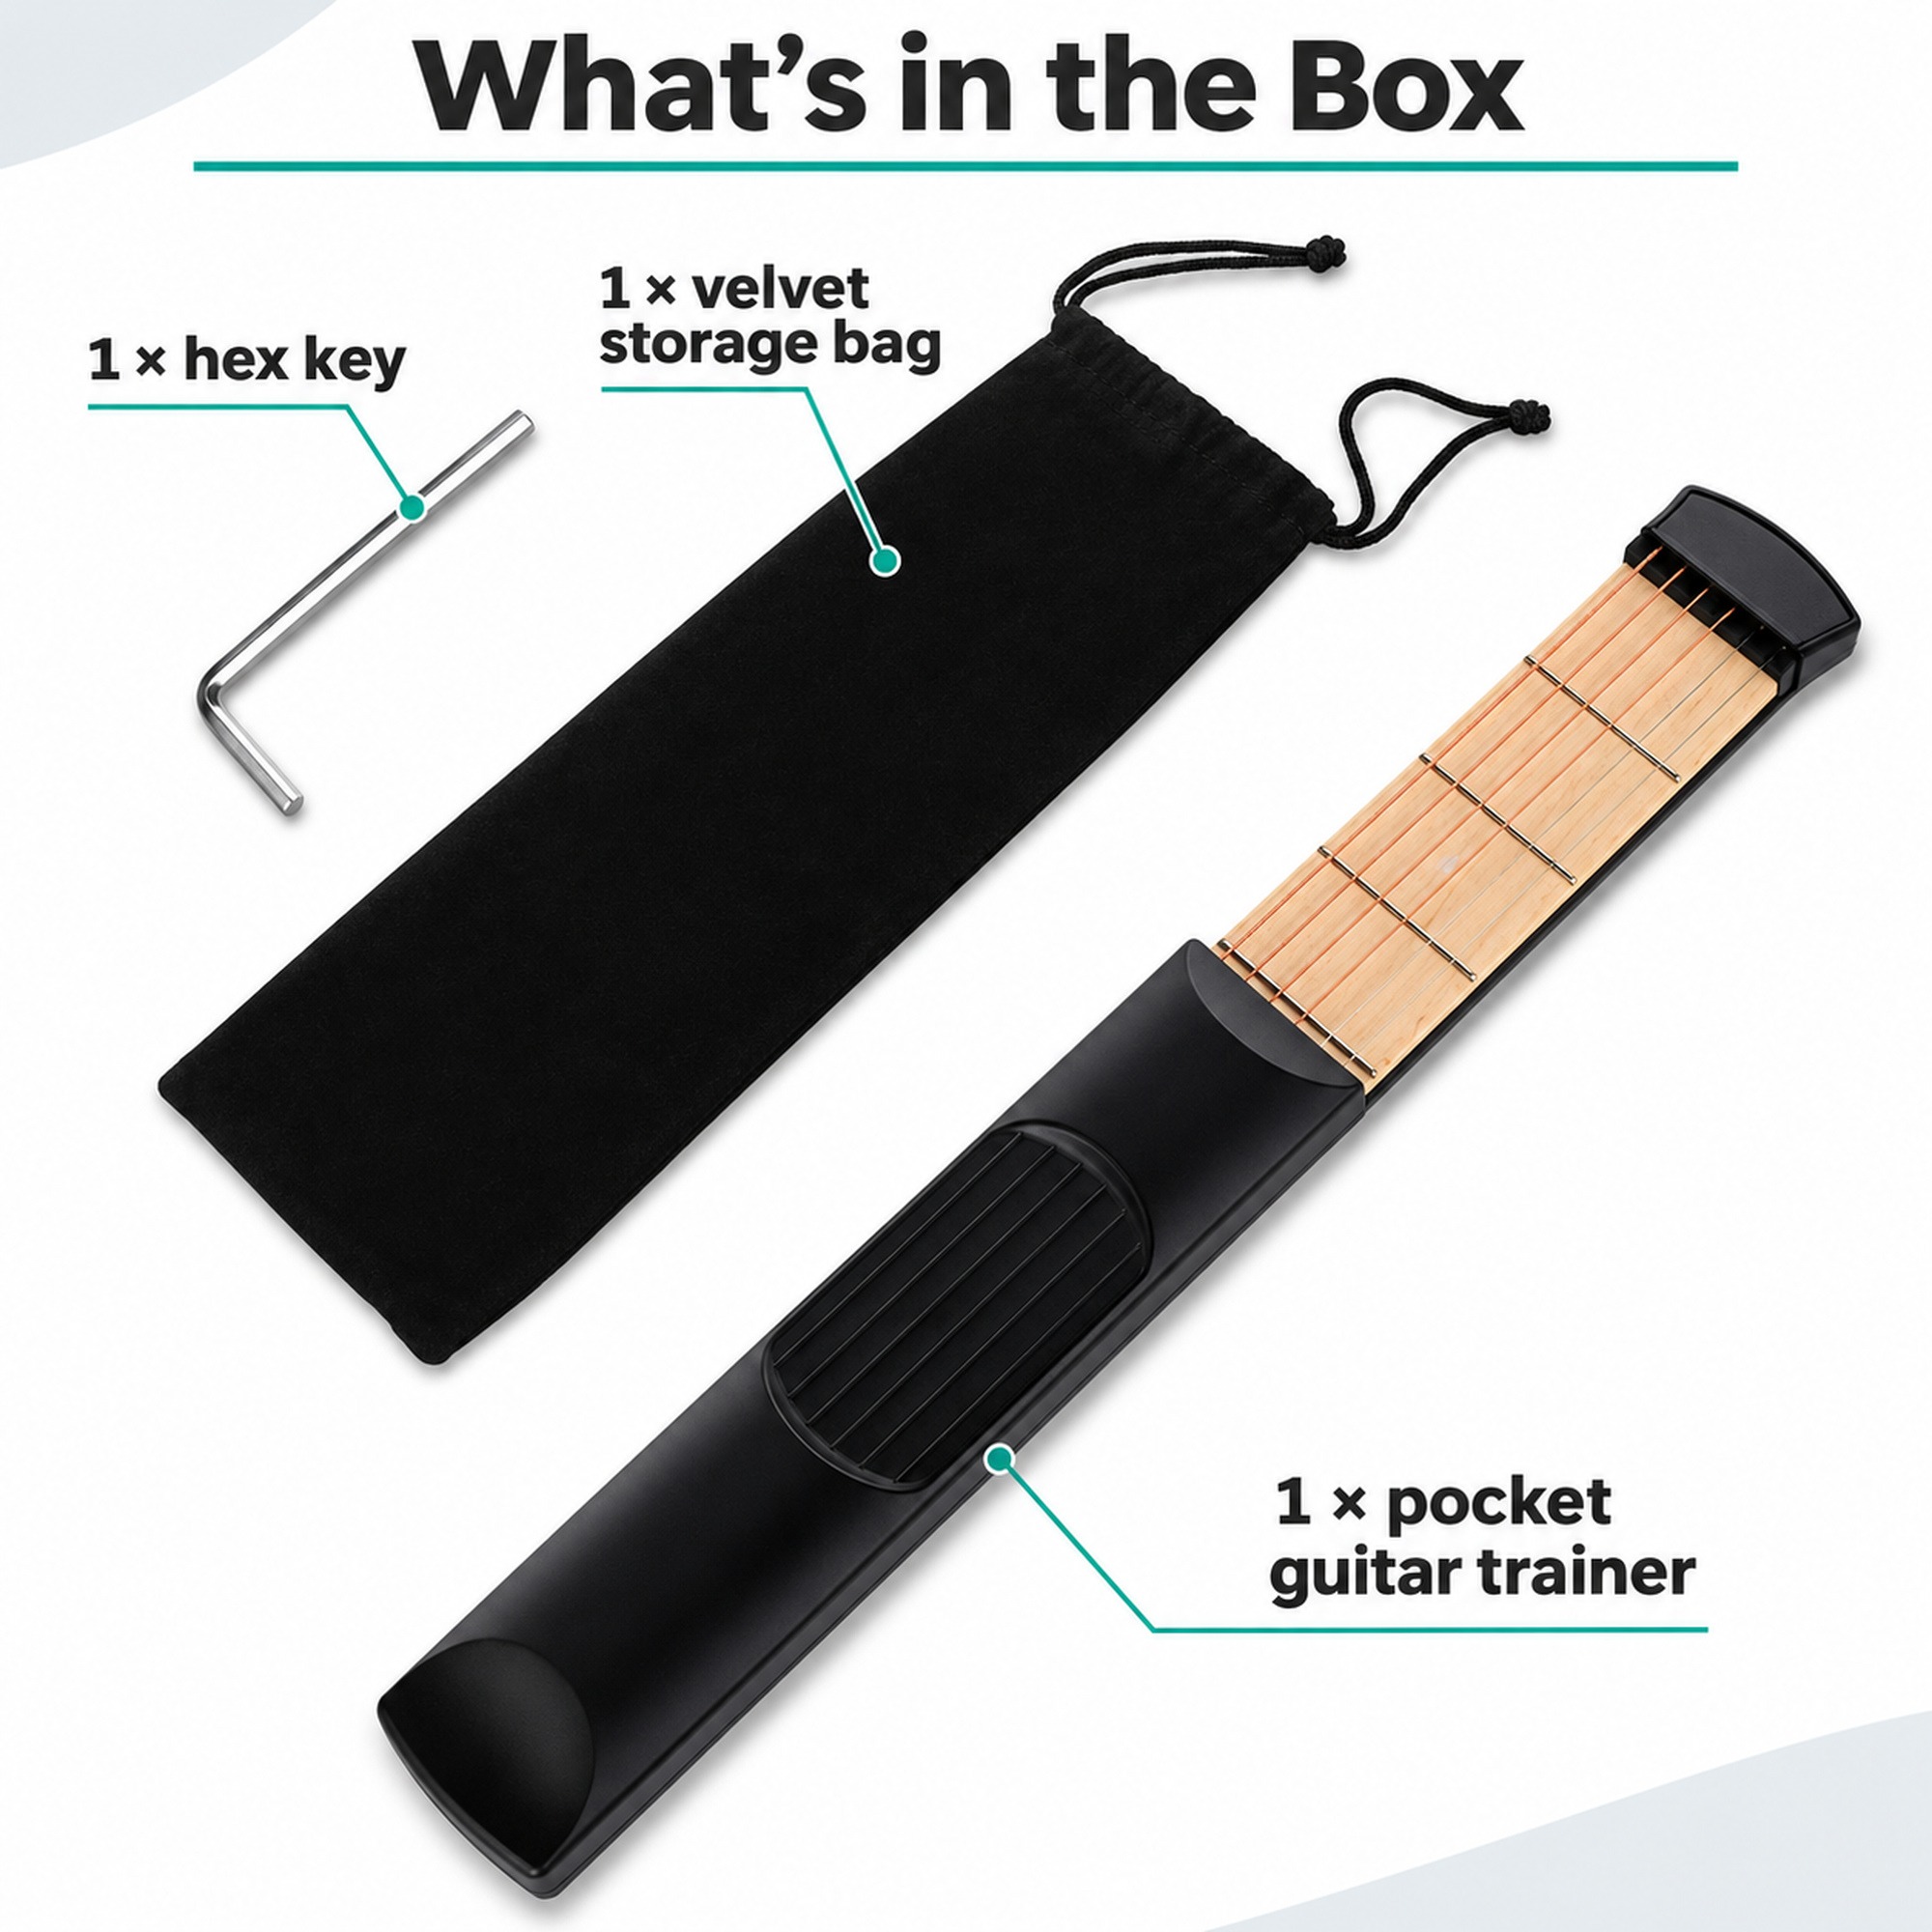 What’s in the Box
1 × hex key
1 × velvet
storage bag
1 × pocket
guitar trainer